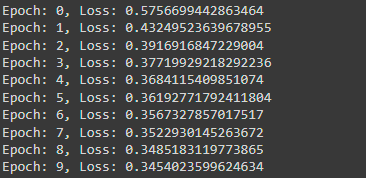 Epoch: 0, Loss: 0.5756699442863464
Epoch: 1, Loss: 0.43249523639678955
Epoch: 2, Loss: 0.3916916847229004
Epoch: 3, Loss: 0.37719929218292236
Epoch: 4, Loss: 0.3684115409851074
Epoch: 5, Loss: 0.36192771792411804
Epoch: 6, Loss: 0.3567327857017517
Epoch: 7, Loss: 0.3522930145263672
Epoch: 8, Loss: 0.3485183119773865
Epoch: 9, Loss: 0.3454023599624634